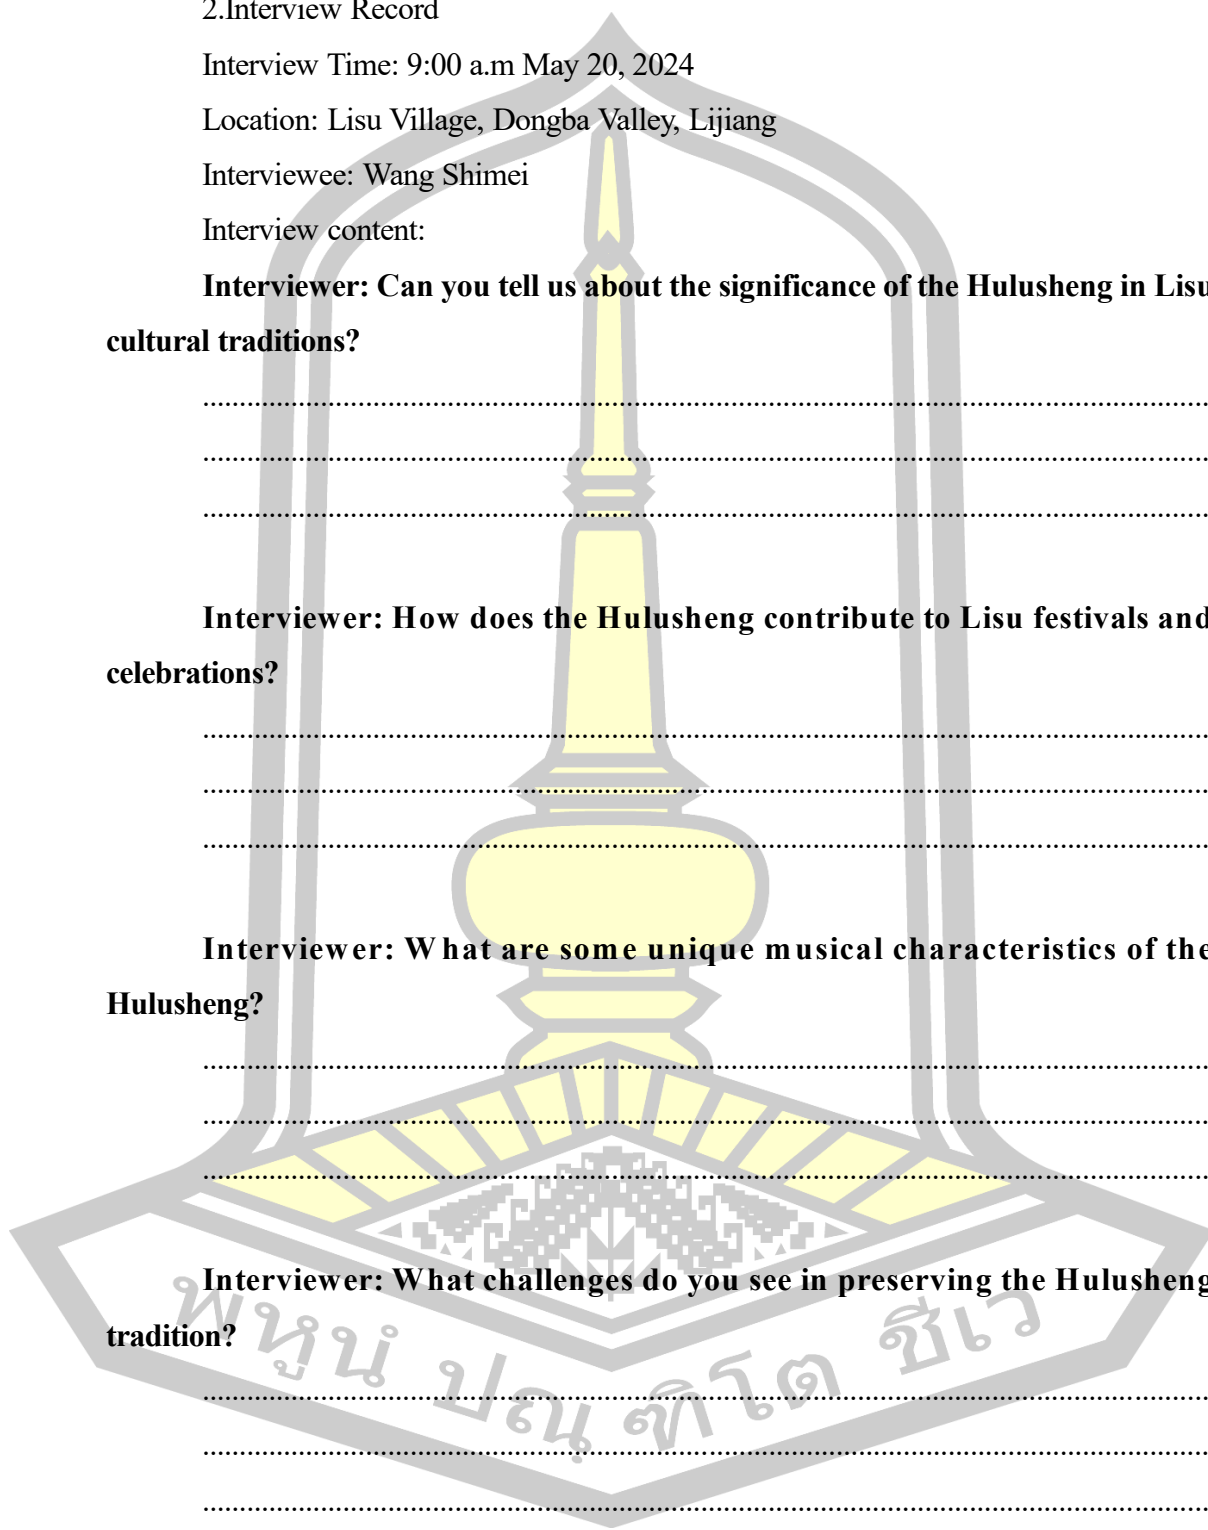 2.Interview Record
Interview Time: 9:00 a.m May 20, 2024
Location: Lisu Village, Dongba Valley, Lijiang
Interviewee: Wang Shimei
Interview content:
Interviewer: Can you tell us about the significance of the Hulusheng in Lisu
cultural traditions?
................................................................................
................................................................................
................................................................................
Interviewer: How does the Hulusheng contribute to Lisu festivals and
celebrations?
................................................................................
................................................................................
................................................................................
Interviewer: What are some unique musical characteristics of the
Hulusheng?
................................................................................
................................................................................
................................................................................
Interviewer: What challenges do you see in preserving the Hulusheng
tradition?
................................................................................
................................................................................
................................................................................
พหูนํ ปณฺฑิโต ชีเว